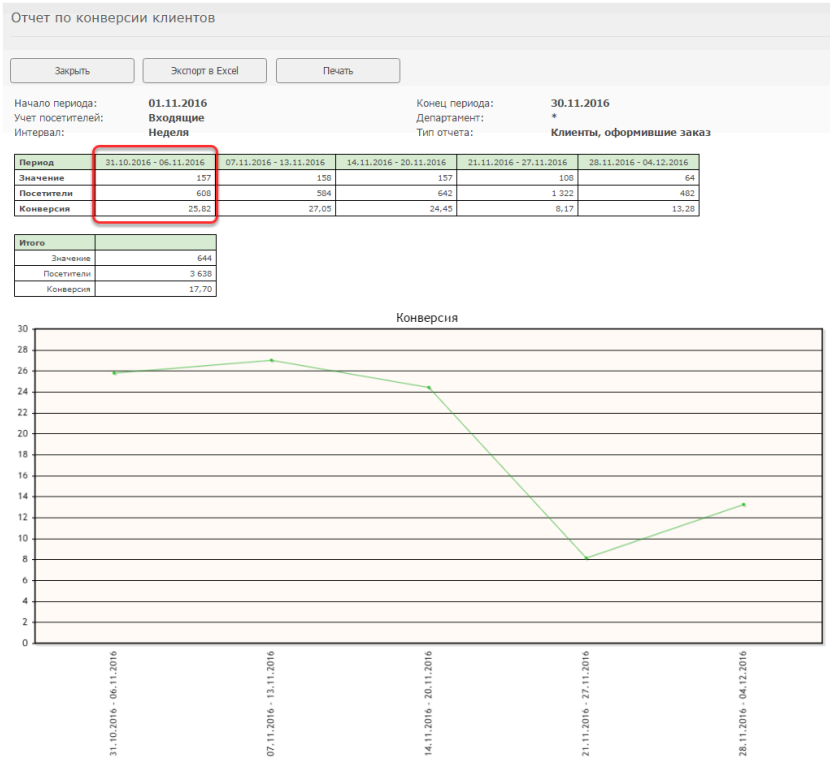 Отчет по конверсии клиентов
Закрыть Экспорт в Excel Печать
Начало периода: 01.11.2016 Конец периода: 30.11.2016
Учет посетителей: Входящие Департамент: *
Интервал: Неделя Тип отчета: Клиенты, оформившие заказ
Период 31.10.2016 - 06.11.2016 07.11.2016 - 13.11.2016 14.11.2016 - 20.11.2016 21.11.2016 - 27.11.2016 28.11.2016 - 04.12.2016
Значение 157 158 157 108 64
Посетители 608 584 642 1 322 482
Конверсия 25,82 27,05 24,45 8,17 13,28
Итого
Значение 644
Посетители 3 638
Конверсия 17,70
Конверсия
30
28
26
24
22
20
18
16
14
12
10
8
6
4
2
0
31.10.2016 - 06.11.2016
07.11.2016 - 13.11.2016
14.11.2016 - 20.11.2016
21.11.2016 - 27.11.2016
28.11.2016 - 04.12.2016